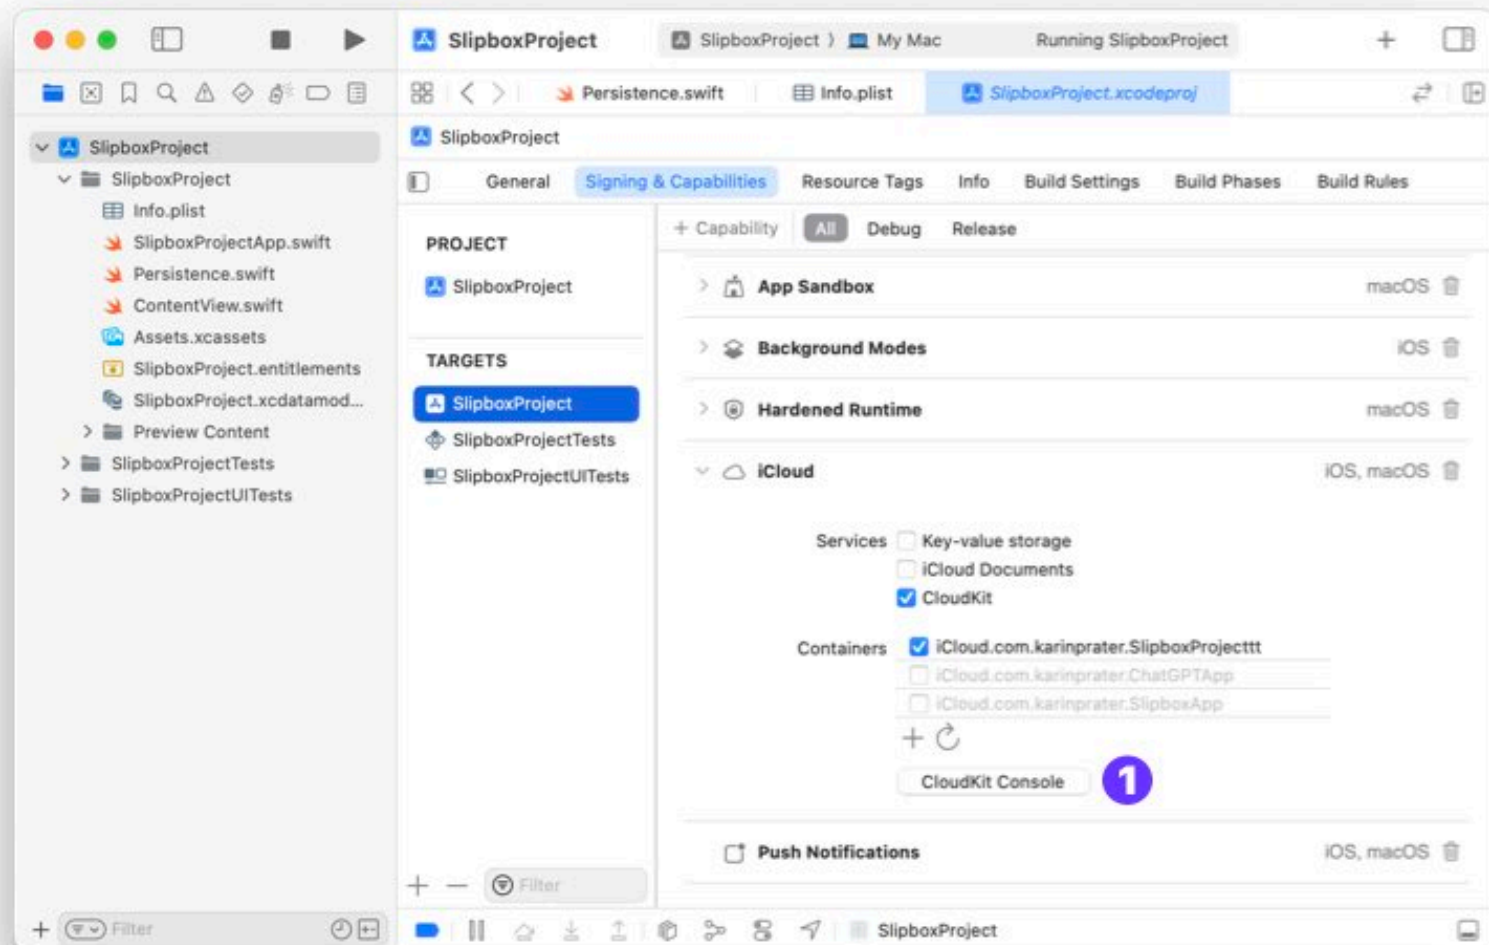 SlipboxProject
SlipboxProject 〉 My Mac
Running SlipboxProject
Persistence.swift
Info.plist
SlipboxProject.xcodeproj
SlipboxProject
SlipboxProject
SlipboxProject
Info.plist
SlipboxProjectApp.swift
Persistence.swift
ContentView.swift
Assets.xcassets
SlipboxProject.entitlements
SlipboxProject.xcdatamod...
Preview Content
SlipboxProjectTests
SlipboxProjectUITests
Filter
General
Signing & Capabilities
Resource Tags
Info
Build Settings
Build Phases
Build Rules
PROJECT
SlipboxProject
TARGETS
SlipboxProject
SlipboxProjectTests
SlipboxProjectUITests
Filter
+ Capability
All
Debug
Release
App Sandbox
macOS
Background Modes
iOS
Hardened Runtime
macOS
iCloud
iOS, macOS
Services
Key-value storage
iCloud Documents
CloudKit
Containers
iCloud.com.karinprater.SlipboxProjecttt
iCloud.com.karinprater.ChatGPTApp
iCloud.com.karinprater.SlipboxApp
CloudKit Console
1
Push Notifications
iOS, macOS
SlipboxProject